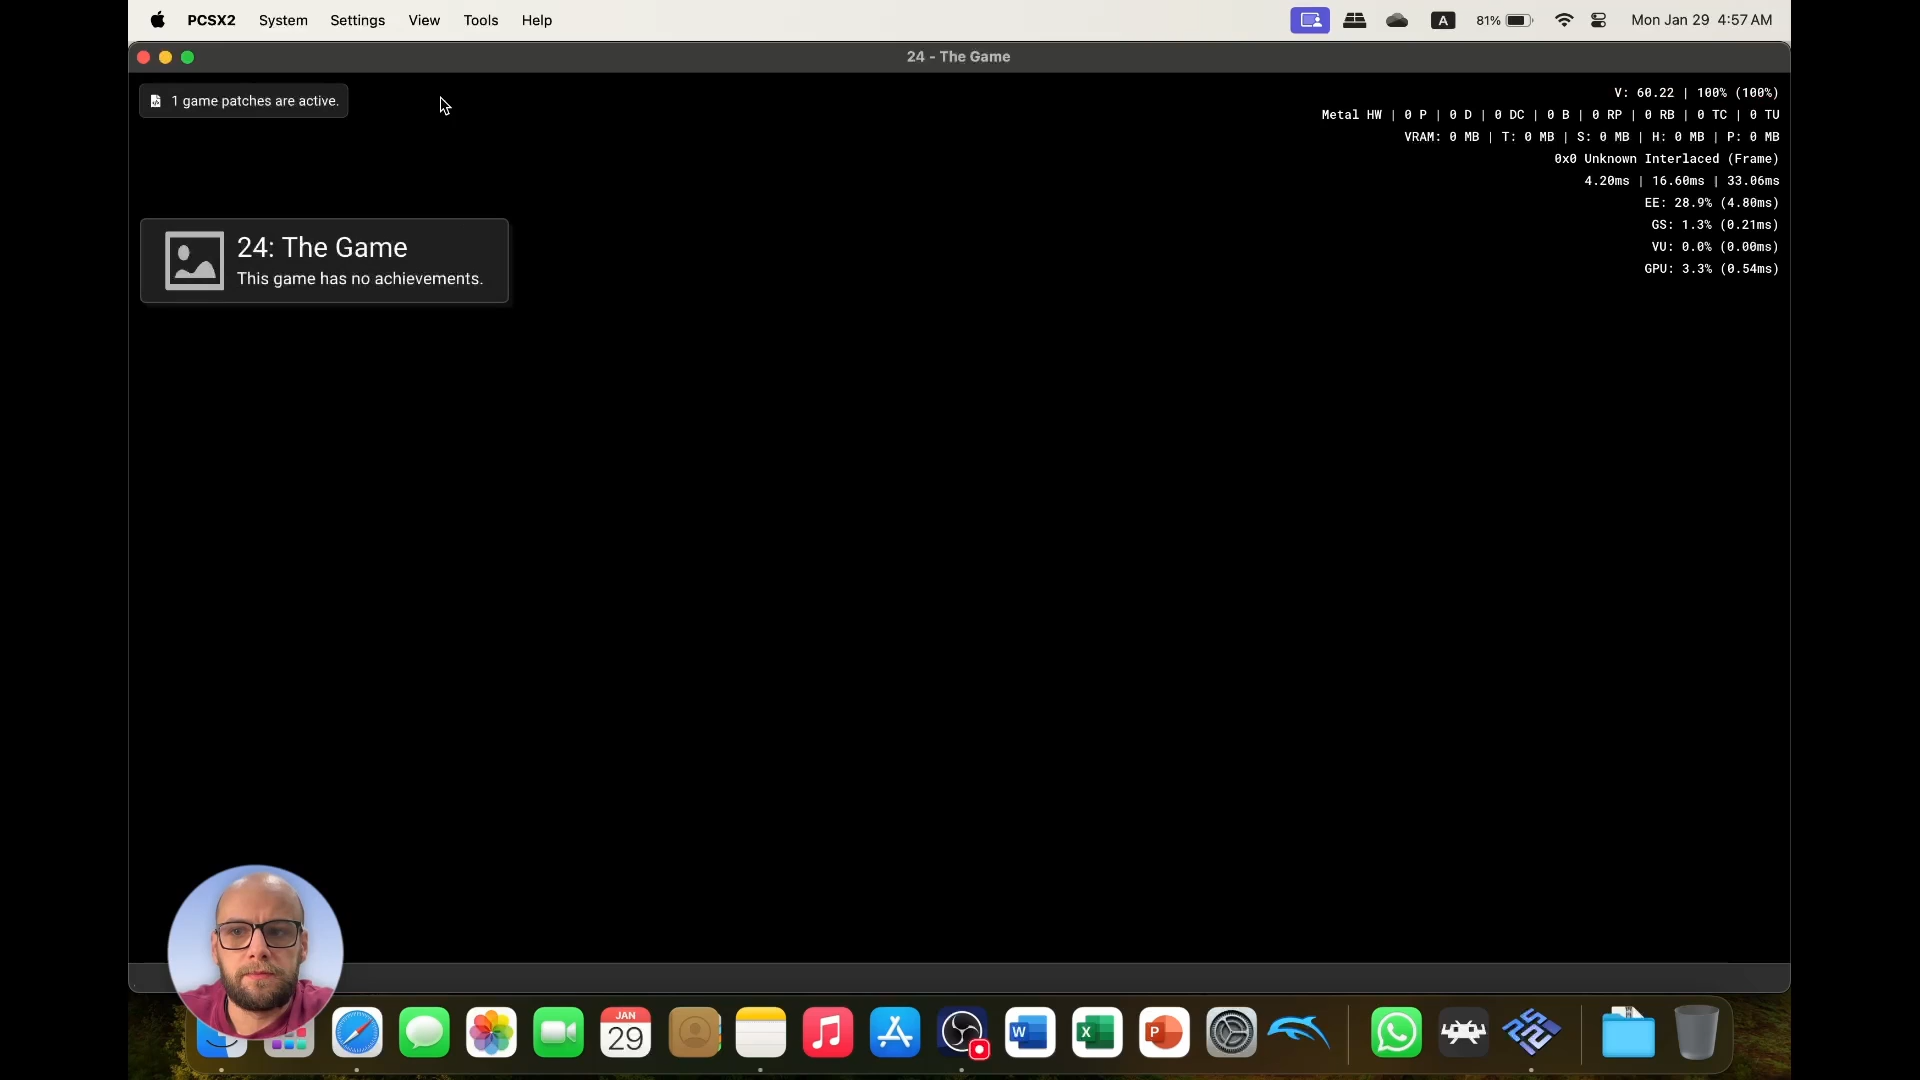 PCSX2 System Settings View Tools Help A 81% Mon Jan 29 4:57 AM
24 - The Game
1 game patches are active.
V: 60.22 | 100% (100%)
Metal HW | 0 P | 0 D | 0 DC | 0 B | 0 RP | 0 RB | 0 TC | 0 TU
VRAM: 0 MB | T: 0 MB | S: 0 MB | H: 0 MB | P: 0 MB
0x0 Unknown Interlaced (Frame)
4.20ms | 16.60ms | 33.06ms
EE: 28.9% (4.80ms)
GS: 1.3% (0.21ms)
VU: 0.0% (0.00ms)
GPU: 3.3% (0.54ms)
24: The Game
This game has no achievements.
JAN
29
W
X
P